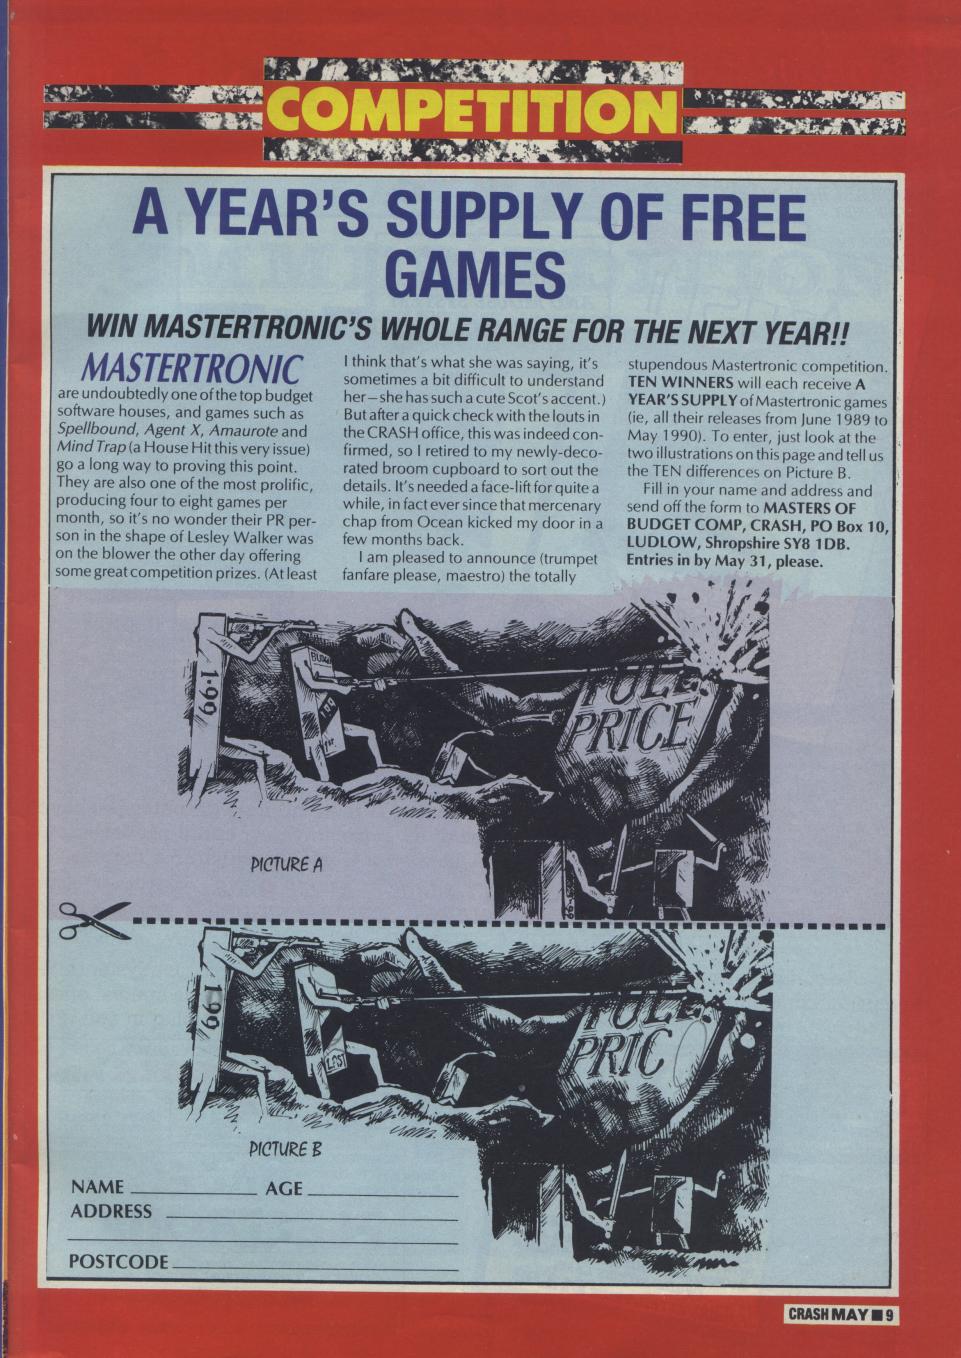 COMPETITION
A YEAR'S SUPPLY OF FREE
GAMES
WIN MASTERTRONIC'S WHOLE RANGE FOR THE NEXT YEAR!!
MASTERTRONIC
are undoubtedly one of the top budget
software houses, and games such as
Spellbound, Agent X, Amaurote and
Mind Trap (a House Hit this very issue)
go a long way to proving this point.
They are also one of the most prolific,
producing four to eight games per
month, so it's no wonder their PR per-
son in the shape of Lesley Walker was
on the blower the other day offering
some great competition prizes. (At least
I think that's what she was saying, it's
sometimes a bit difficult to understand
her—she has such a cute Scot's accent.)
But after a quick check with the louts in
the CRASH office, this was indeed con-
firmed, so I retired to my newly-deco-
rated broom cupboard to sort out the
details. It's needed a face-lift for quite a
while, in fact ever since that mercenary
chap from Ocean kicked my door in a
few months back.
I am pleased to announce (trumpet
fanfare please, maestro) the totally
stupendous Mastertronic competition.
TEN WINNERS will each receive A
YEAR'S SUPPLY of Mastertronic games
(ie, all their releases from June 1989 to
May 1990). To enter, just look at the
two illustrations on this page and tell us
the TEN differences on Picture B.
Fill in your name and address and
send off the form to MASTERS OF
BUDGET COMP, CRASH, PO Box 10,
LUDLOW, Shropshire SY8 1DB.
Entries in by May 31, please.
1.99
BUDGET
1.99
FULL
PRICE
PICTURE A
1.99
LAST
FULL
PRIC
PICTURE B
NAME AGE
ADDRESS
POSTCODE
CRASH MAY ■ 9